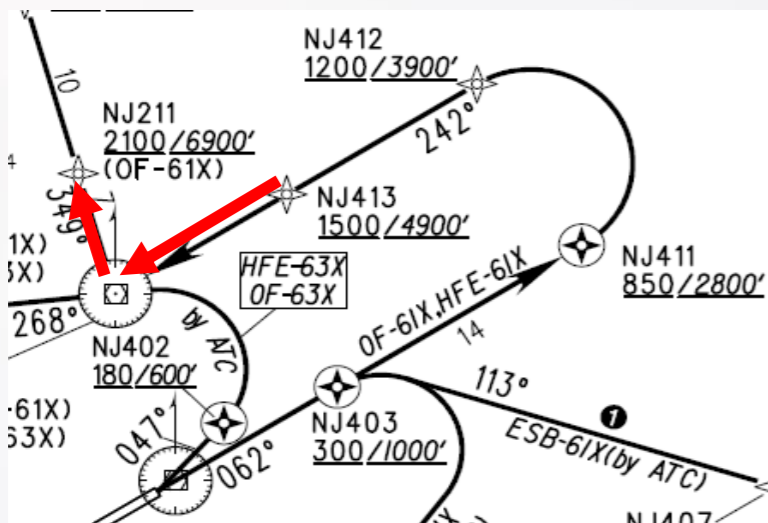 NJ412
1200/3900'
10
NJ211
2100/6900'
(OF-61X)
242°
349°
NJ413
1500/4900'
HFE-63X
OF-63X
NJ411
850/2800'
OF-61X,HFE-61X
14
268°
by ATC
NJ402
180/600'
113°
1
ESB-61X(by ATC)
-61X)
63X)
047°
062°
NJ403
300/1000'
NJ407